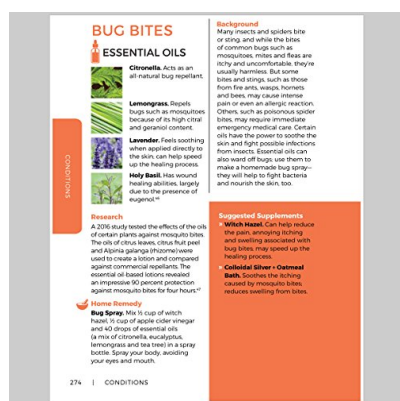 BUG BITES
ESSENTIAL OILS
Citronella. Acts as an
all-natural bug repellant.
Lemongrass. Repels
bugs such as mosquitoes
because of its high citral
and geraniol content.
Lavender. Feels soothing
when applied directly to
the skin; can help speed
up the healing process.
Holy Basil. Has wound
healing abilities, largely
due to the presence of
eugenol.
CONDITIONS
Research
A 2016 study tested the effects of the oils
of certain plants against mosquito bites.
The oils of citrus leaves, citrus fruit peel
and Alpinia galanga (rhizome) were
used to create a lotion and compared
against commercial repellants. The
essential oil-based lotions revealed
an impressive 90 percent protection
against mosquito bites for four hours.
Home Remedy
Bug Spray. Mix ½ cup of witch
hazel, ½ cup of apple cider vinegar
and 40 drops of essential oils
(a mix of citronella, eucalyptus,
lemongrass and tea tree) in a spray
bottle. Spray your body, avoiding
your eyes and mouth.
274 | CONDITIONS
Background
Many insects and spiders bite
or sting, and while the bites
of common bugs such as
mosquitoes, mites and fleas are
itchy and uncomfortable, they're
usually harmless. But some
bites and stings, such as those
from fire ants, wasps, hornets
and bees, may cause intense
pain or even an allergic reaction.
Others, such as poisonous spider
bites, may require immediate
emergency medical care. Certain
oils have the power to soothe the
skin and fight possible infections
from insects. Essential oils can
also ward off bugs; use them to
make a homemade bug spray—
they will help to fight bacteria
and nourish the skin, too.
Suggested Supplements
» Witch Hazel. Can help reduce
the pain, annoying itching
and swelling associated with
bug bites; may speed up the
healing process.
» Colloidal Silver + Oatmeal
Bath. Soothes the itching
caused by mosquito bites;
reduces swelling from bites.